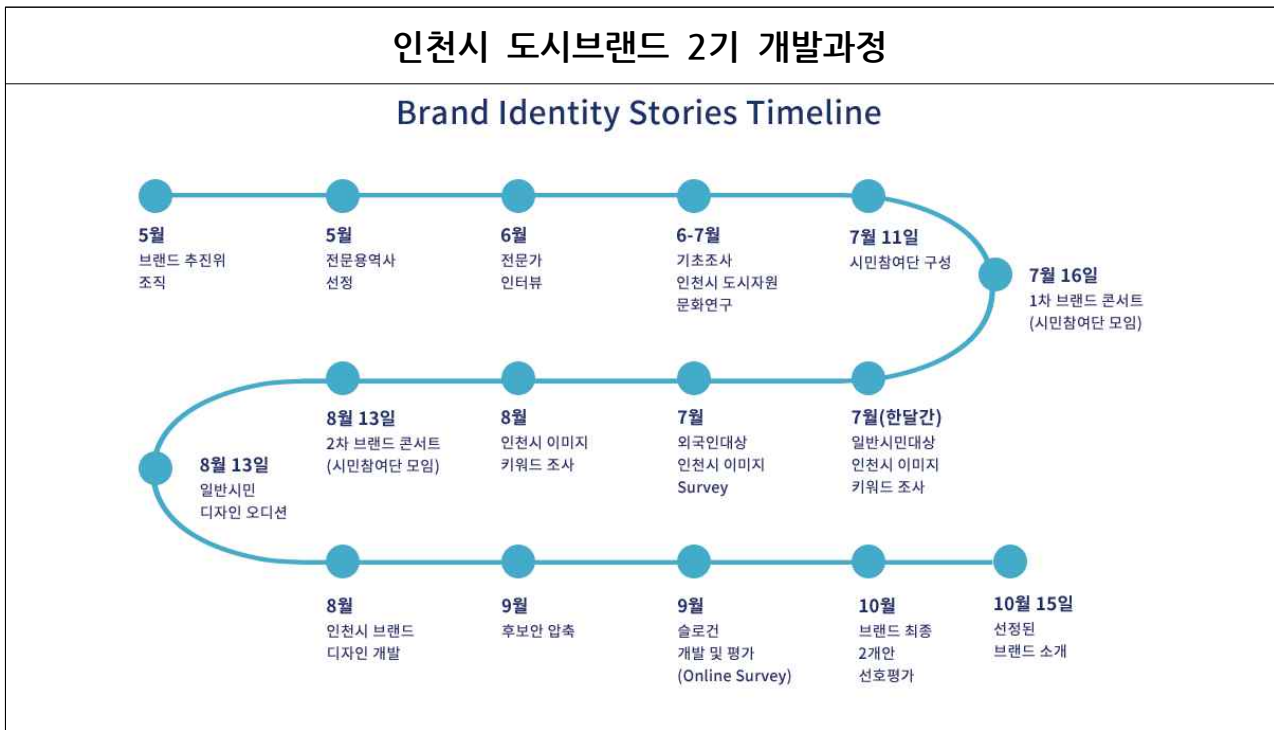 인천시 도시브랜드 2기 개발과정
Brand Identity Stories Timeline
5월
브랜드 추진위
조직
5월
전문용역사
선정
6월
전문가
인터뷰
6-7월
기초조사
인천시 도시자원
문화연구
7월 11일
시민참여단 구성
7월 16일
1차 브랜드 콘서트
(시민참여단 모임)
7월(한달간)
일반시민대상
인천시 이미지
키워드 조사
7월
외국인대상
인천시 이미지
Survey
8월
인천시 이미지
키워드 조사
8월 13일
2차 브랜드 콘서트
(시민참여단 모임)
8월 13일
일반시민
디자인 오디션
8월
인천시 브랜드
디자인 개발
9월
후보안 압축
9월
슬로건
개발 및 평가
(Online Survey)
10월
브랜드 최종
2개안
선호평가
10월 15일
선정된
브랜드 소개